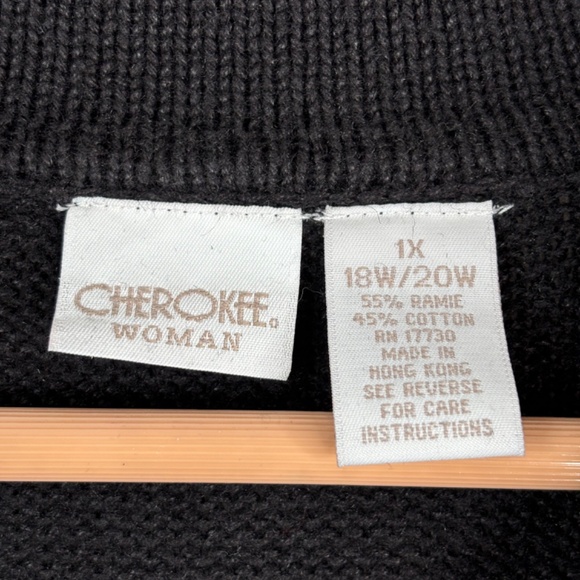 CHEROKEE
WOMAN
1X
18W/20W
55% RAMIE
45% COTTON
RN 17730
MADE IN
HONG KONG
SEE REVERSE
FOR CARE
INSTRUCTIONS